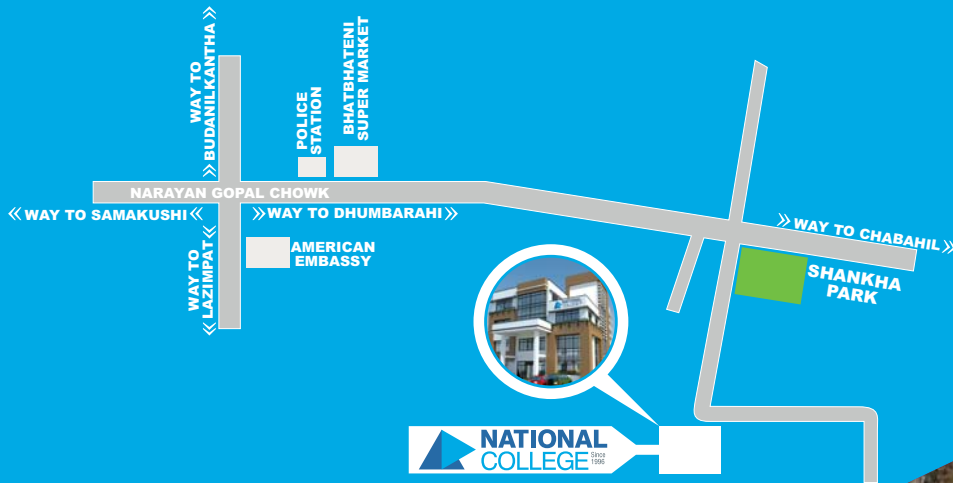 WAY TO
BUDANILKANTHA
POLICE
STATION
BHATBHATENI
SUPER MARKET
NARAYAN GOPAL CHOWK
WAY TO SAMAKUSHI
WAY TO DHUMBARAHI
WAY TO
LAZIMPAT
AMERICAN
EMBASSY
WAY TO CHABAHIL
SHANKHA
PARK
NATIONAL
COLLEGE
Since
1996